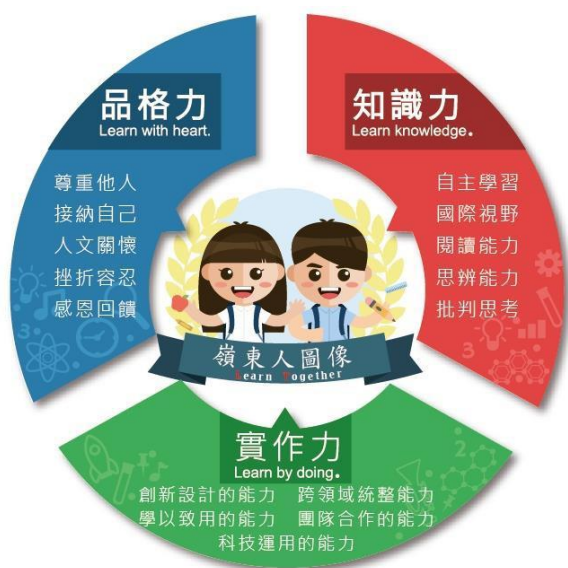 品格力
Learn with heart.
尊重他人
接納自己
人文關懷
挫折容忍
感恩回饋
知識力
Learn knowledge.
自主學習
國際視野
閱讀能力
思辨能力
批判思考
嶺東人圖像
Learn Together
實作力
Learn by doing.
創新設計的能力 跨領域統整能力
學以致用的能力 團隊合作的能力
科技運用的能力